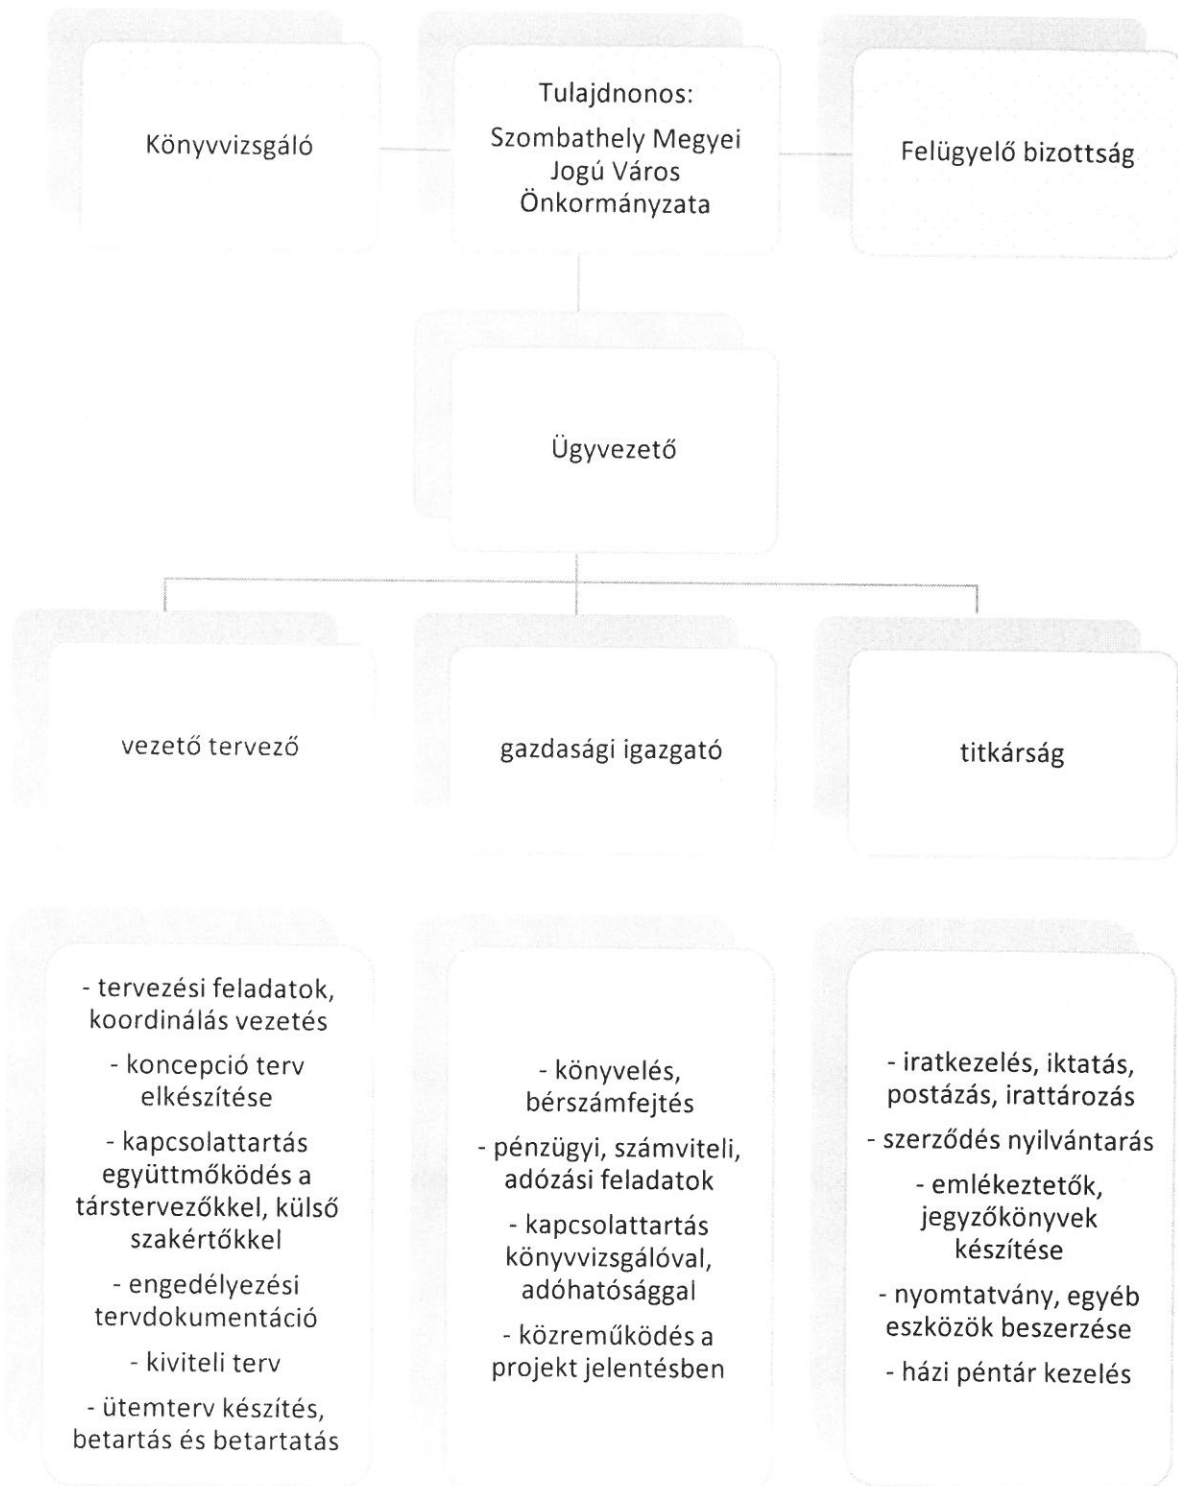 Könyvvizsgáló
Tulajdnonos:
Szombathely Megyei
Jogú Város
Önkormányzata
Felügyelő bizottság
Ügyvezető
vezető tervező
gazdasági igazgató
titkárság
- tervezési feladatok,
koordinálás vezetés
- koncepció terv
elkészítése
- kapcsolattartás
együttmőködés a
társtervezőkkel, külső
szakértőkkel
- engedélyezési
tervdokumentáció
- kiviteli terv
- ütemterv készítés,
betartás és betartatás
- könyvelés,
bérszámfejtés
- pénzügyi, számviteli,
adózási feladatok
- kapcsolattartás
könyvvizsgálóval,
adóhatósággal
- közreműködés a
projekt jelentésben
- iratkezelés, iktatás,
postázás, irattározás
- szerződés nyilvántarás
- emlékeztetők,
jegyzőkönyvek
készítése
- nyomtatvány, egyéb
eszközök beszerzése
- házi péntár kezelés